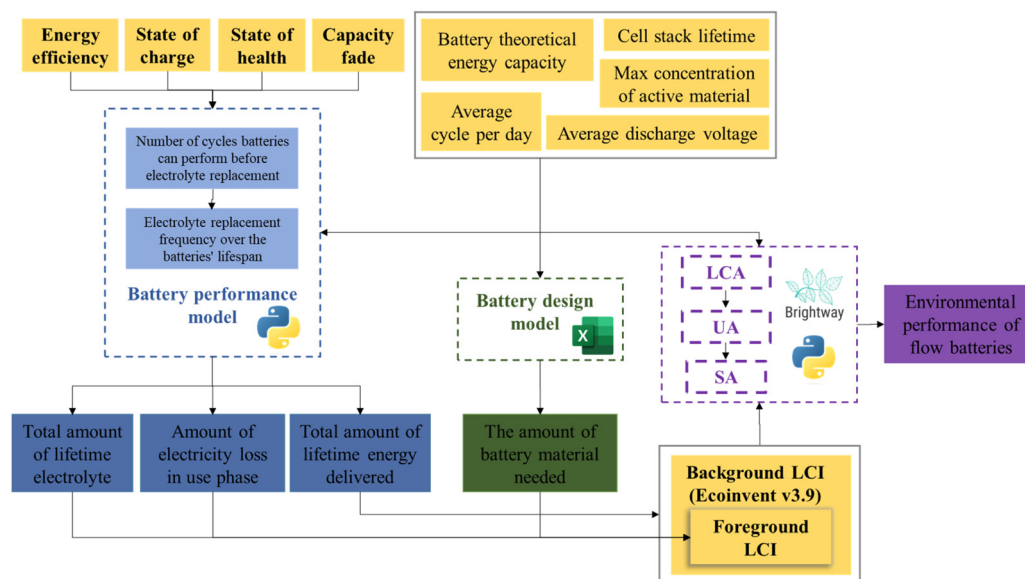 Energy
efficiency
State of
charge
State of
health
Capacity
fade
Battery theoretical
energy capacity
Cell stack lifetime
Max concentration
of active material
Average
cycle per day
Average discharge voltage
Number of cycles batteries
can perform before
electrolyte replacement
Electrolyte replacement
frequency over the
batteries' lifespan
Battery performance
model
Battery design
model
X
LCA
UA
SA
Brightway
Environmental
performance of
flow batteries
Total amount
of lifetime
electrolyte
Amount of
electricity loss
in use phase
Total amount of
lifetime energy
delivered
The amount of
battery material
needed
Background LCI
(Ecoinvent v3.9)
Foreground
LCI